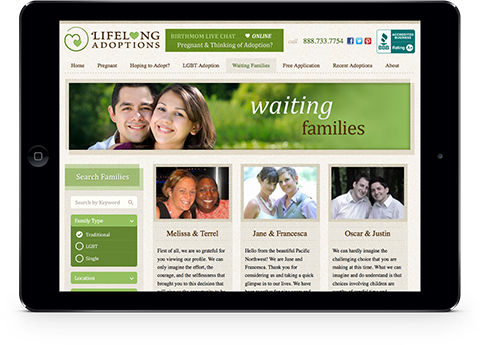 LIFELONG
ADOPTIONS
BIRTHMOM LIVE CHAT ONLINE
Pregnant & Thinking of Adoption?
call 888.733.7754
BBB
ACCREDITED
BUSINESS
Rating A+
Home Pregnant Hoping to Adopt? LGBT Adoption Waiting Families Free Application Recent Adoptions About
waiting
families
Search Families
Search by Keyword
Family Type
Traditional
LGBT
Single
Location
Melissa & Terrel
First of all, we are so grateful for
you viewing our profile. We can
only imagine the effort, the
courage, and the selflessness that
brought you to this decision that
Jane & Francesca
Hello from the beautiful Pacific
Northwest! We are Jane and
Francesca. Thank you for
considering us and taking a quick
glimpse in to our lives. We have
Oscar & Justin
We can hardly imagine the
challenging choice that you are
making at this time. What we can
imagine and do understand is that
choices involving children are